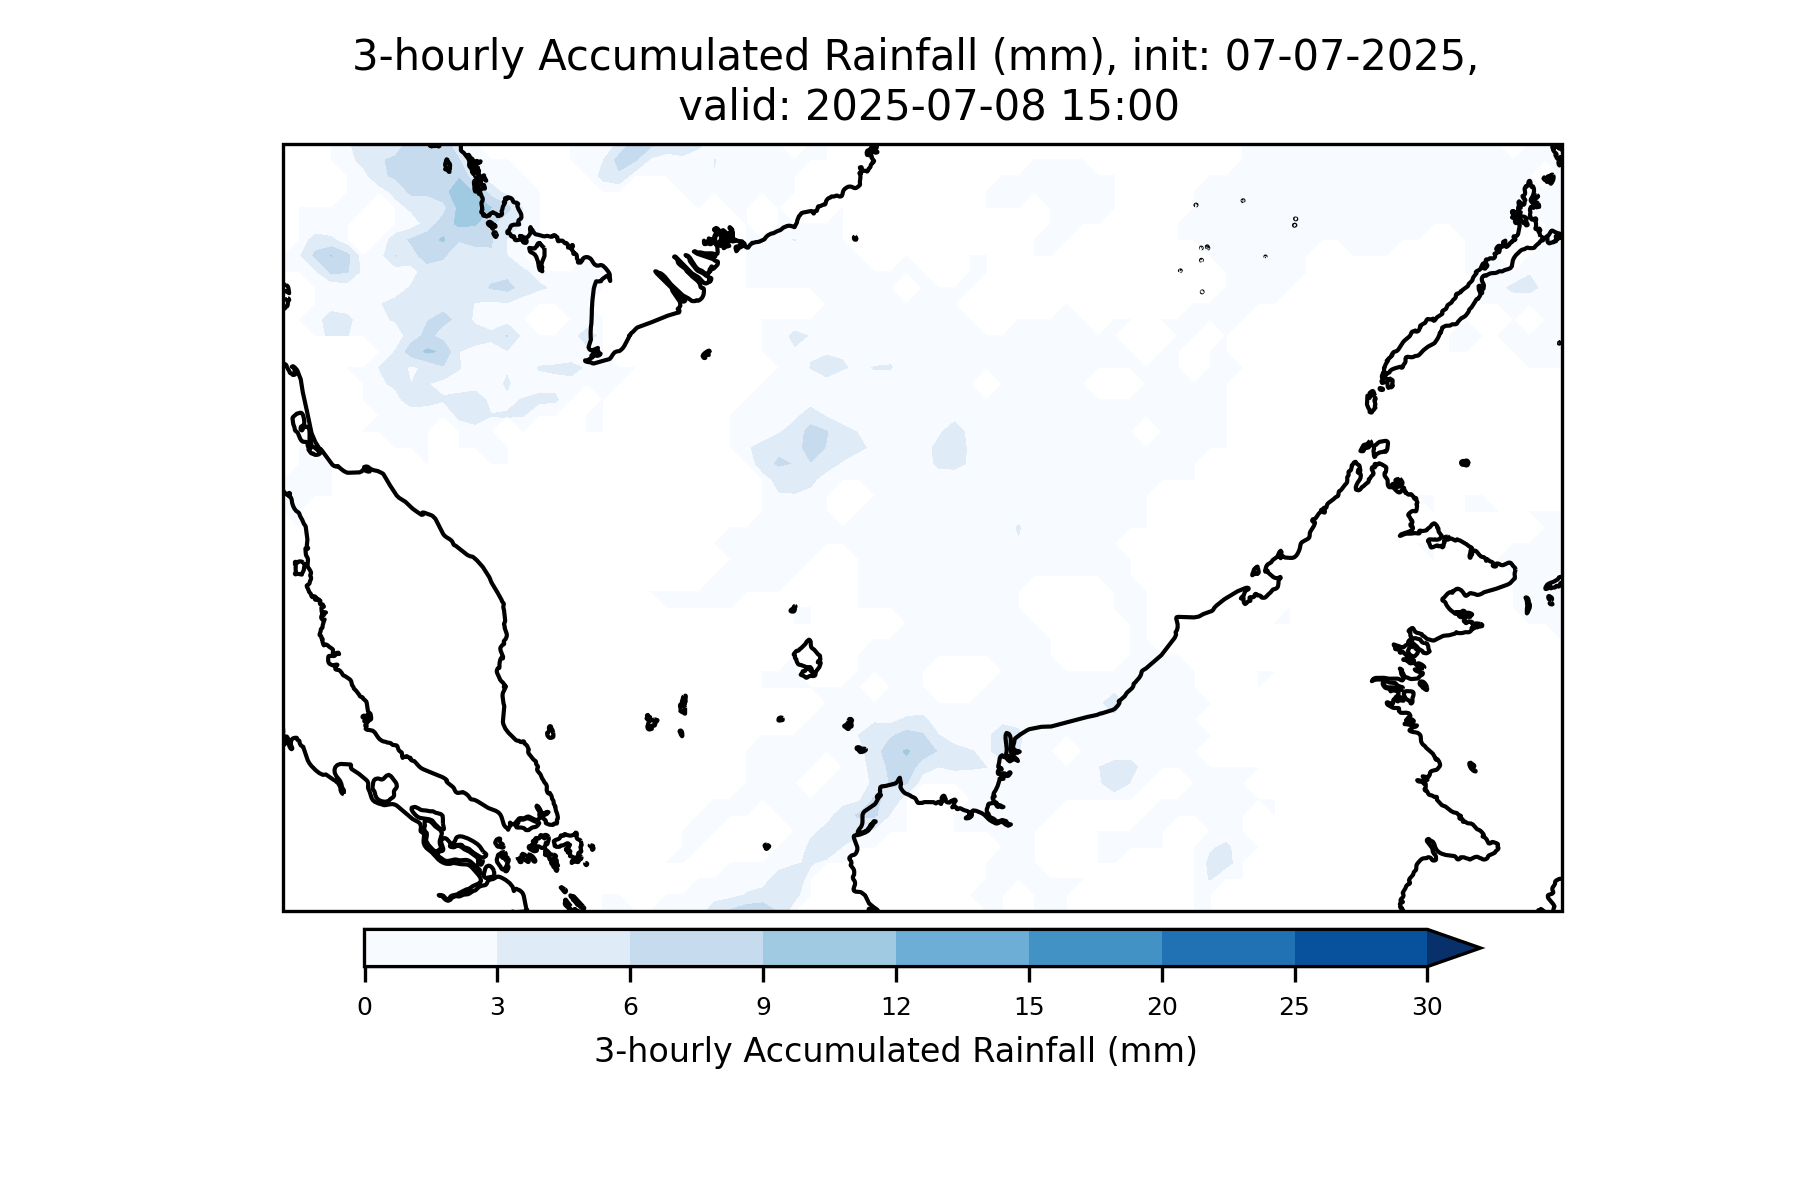 3-hourly Accumulated Rainfall (mm), init: 07-07-2025,
valid: 2025-07-08 15:00
0 3 6 9 12 15 20 25 30
3-hourly Accumulated Rainfall (mm)